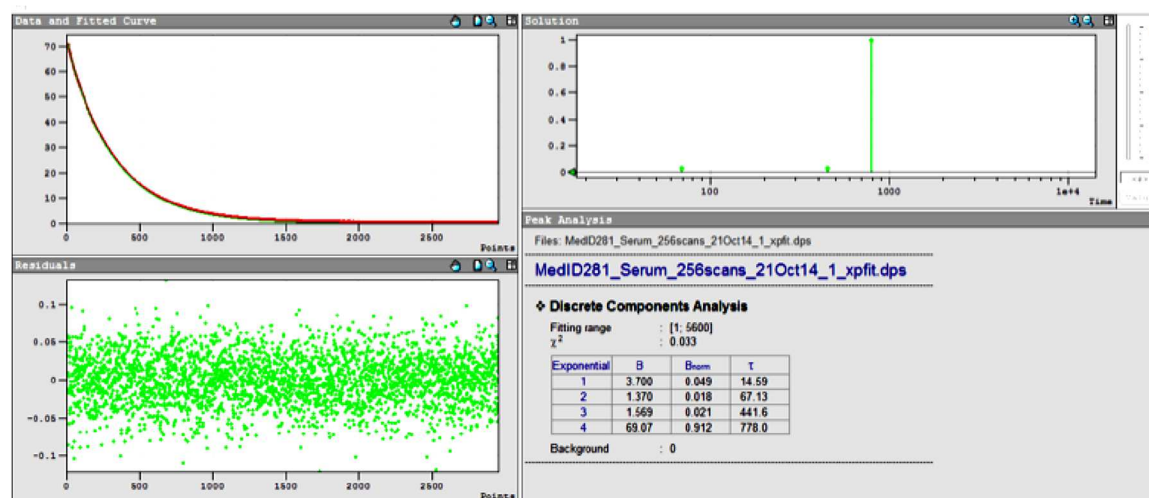 Data and Fitted Curve
70
60
50
40
30
20
10
0
0 500 1000 1500 2000 2500
Points
Residuals
0.1
0.05
0
-0.05
-0.1
0 500 1000 1500 2000 2500
Points
Solution
1
0.8
0.6
0.4
0.2
0
100 1000 1e+4
Time
Peak Analysis
Files: MedID281_Serum_256scans_21Oct14_1_xpfit.dps
MedID281_Serum_256scans_21Oct14_1_xpfit.dps
❖ Discrete Components Analysis
Fitting range : [1; 5600]
χ² : 0.033
Exponential B Bnorm τ
1 3.700 0.049 14.59
2 1.370 0.018 67.13
3 1.569 0.021 441.6
4 69.07 0.912 778.0
Background : 0